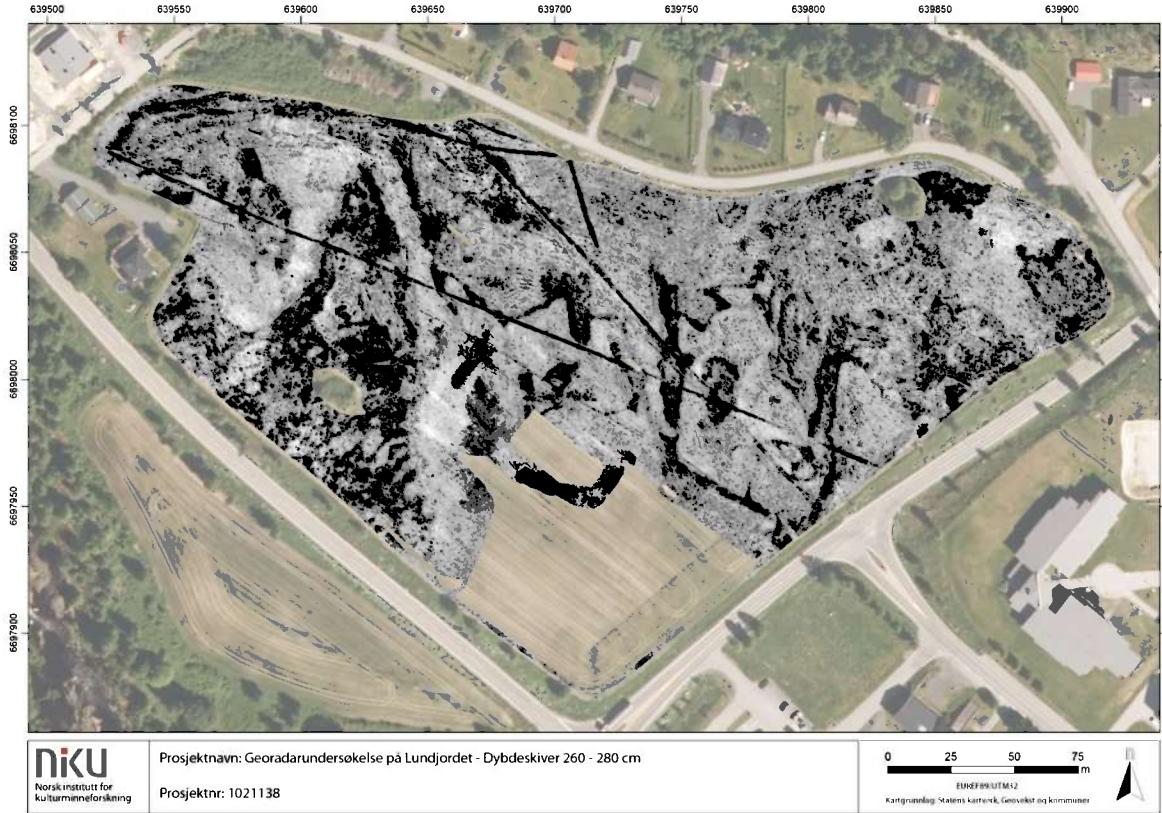 639500 639550 639600 639650 639700 639750 639800 639850 639900
6698100
6698050
6698000
6697950
6697900
niku
Norsk institutt for
kulturminneforskning
Prosjektnavn: Georadarundersøkelse på Lundjordet - Dybdeskiver 260 - 280 cm
Prosjektnr: 1021138
0 25 50 75
m
EUREF89/UTM32
Kartgrunnlag: Statens kartverk, Geovekst og kommuner
n